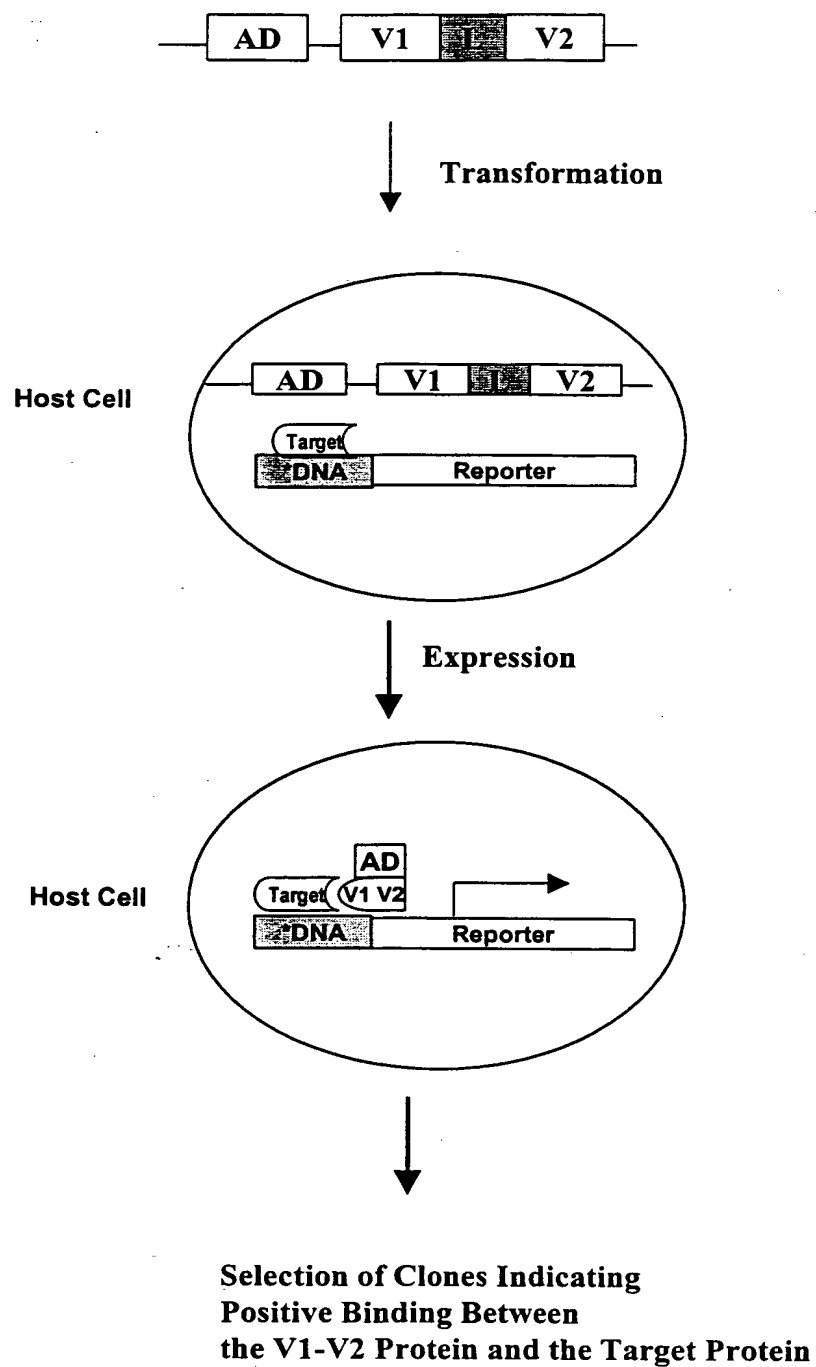 AD V1 L V2
Transformation
Host Cell
AD V1 L V2
Target
*DNA Reporter
Expression
Host Cell
AD
Target V1 V2
*DNA Reporter
Selection of Clones Indicating
Positive Binding Between
the V1-V2 Protein and the Target Protein